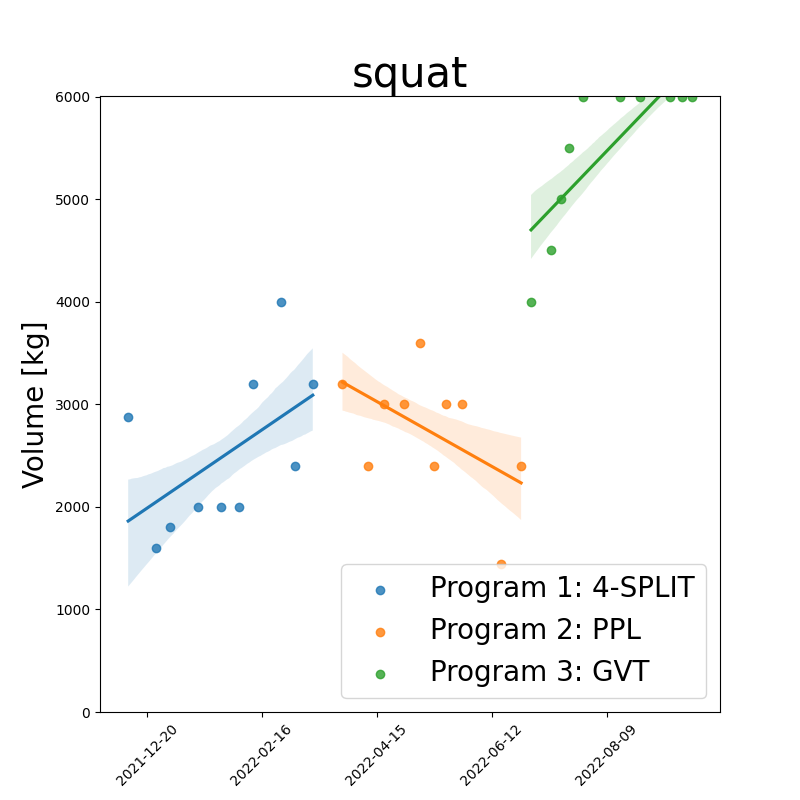 squat
Volume [kg]
6000
5000
4000
3000
2000
1000
0
2021-12-20
2022-02-16
2022-04-15
2022-06-12
2022-08-09
Program 1: 4-SPLIT
Program 2: PPL
Program 3: GVT